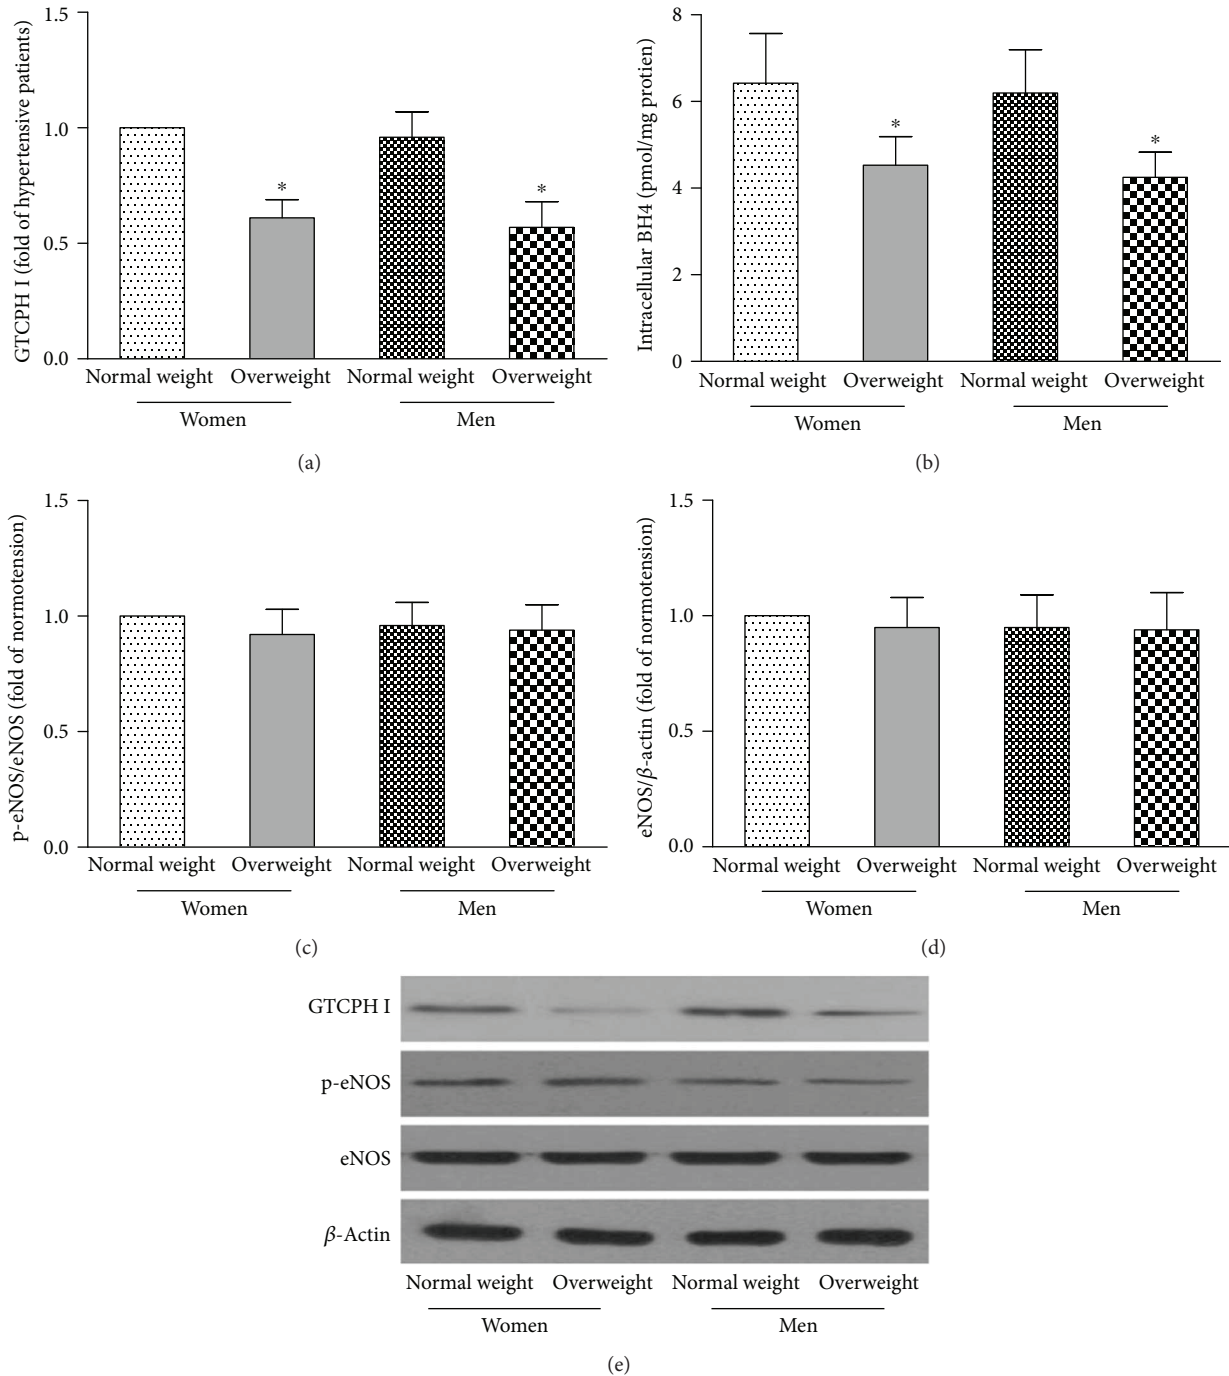 GTCPH I (fold of hypertensive patients)
1.5
1.0
0.5
0.0
*
*
Normal weight Overweight Normal weight Overweight
Women Men
(a)
Intracellular BH4 (pmol/mg protien)
8
6
4
2
0
*
*
Normal weight Overweight Normal weight Overweight
Women Men
(b)
p-eNOS/eNOS (fold of normotension)
1.5
1.0
0.5
0.0
Normal weight Overweight Normal weight Overweight
Women Men
(c)
eNOS/β-actin (fold of normotension)
1.5
1.0
0.5
0.0
Normal weight Overweight Normal weight Overweight
Women Men
(d)
GTCPH I
p-eNOS
eNOS
β-Actin
Normal weight Overweight Normal weight Overweight
Women Men
(e)